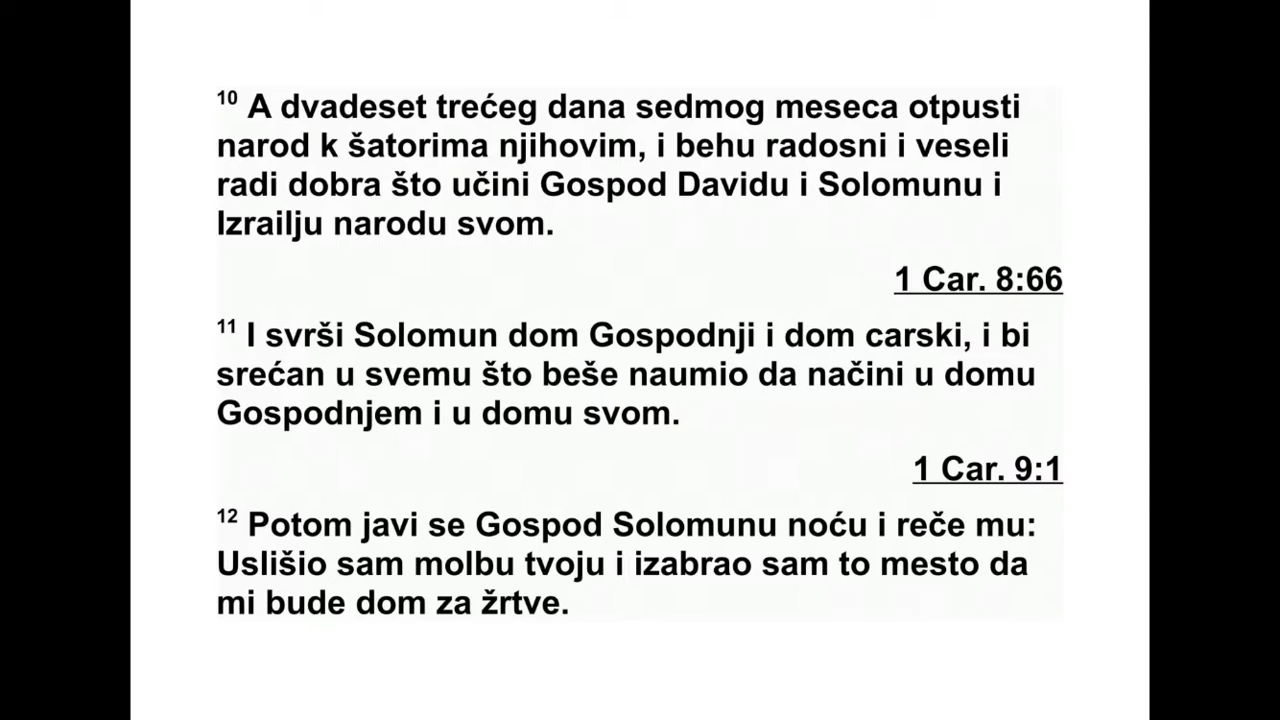 10 A dvadeset trećeg dana sedmog meseca otpusti
narod k šatorima njihovim, i behu radosni i veseli
radi dobra što učini Gospod Davidu i Solomunu i
Izrailju narodu svom.
1 Car. 8:66
11 I svrši Solomun dom Gospodnji i dom carski, i bi
srećan u svemu što beše naumio da načini u domu
Gospodnjem i u domu svom.
1 Car. 9:1
12 Potom javi se Gospod Solomunu noću i reče mu:
Uslišio sam molbu tvoju i izabrao sam to mesto da
mi bude dom za žrtve.